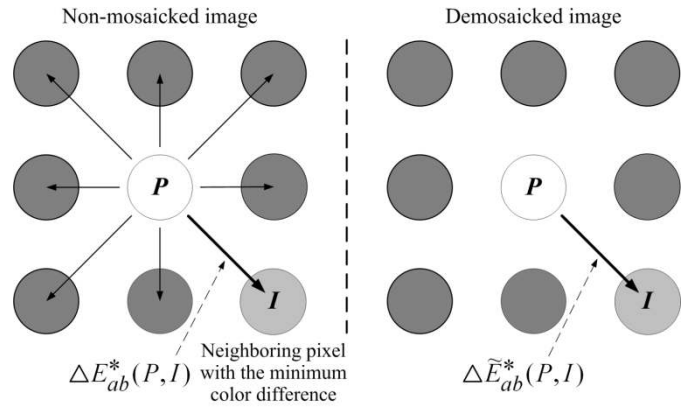 Non-mosaicked image
Demosaicked image
P
P
I
I
△E*ab(P,I)
Neighboring pixel
with the minimum
color difference
△Ẽ*ab(P,I)